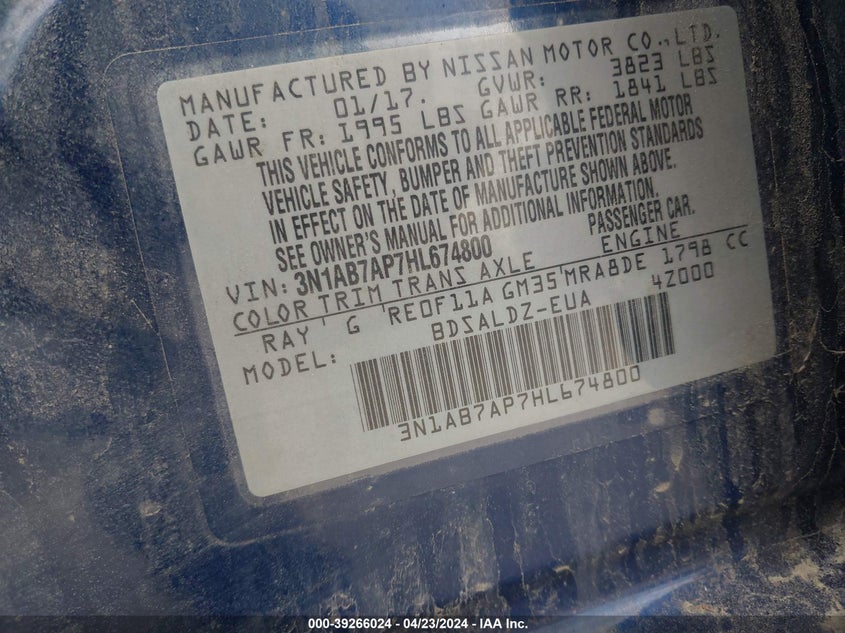 MANUFACTURED BY NISSAN MOTOR CO., LTD.
DATE: 01/17. GVWR: 3823 LBS
GAWR FR: 1995 LBS GAWR RR: 1841 LBS
THIS VEHICLE CONFORMS TO ALL APPLICABLE FEDERAL MOTOR
VEHICLE SAFETY, BUMPER AND THEFT PREVENTION STANDARDS
IN EFFECT ON THE DATE OF MANUFACTURE SHOWN ABOVE.
SEE OWNER'S MANUAL FOR ADDITIONAL INFORMATION.
VIN: 3N1AB7AP7HL674800 PASSENGER CAR.
COLOR TRIM TRANS AXLE ENGINE
RAY G RE0F11A GM35 MRA8DE 1798 CC
MODEL: BDSALDZ-EUA 4Z000
3N1AB7AP7HL674800
000-39266024 - 04/23/2024 - IAA Inc.